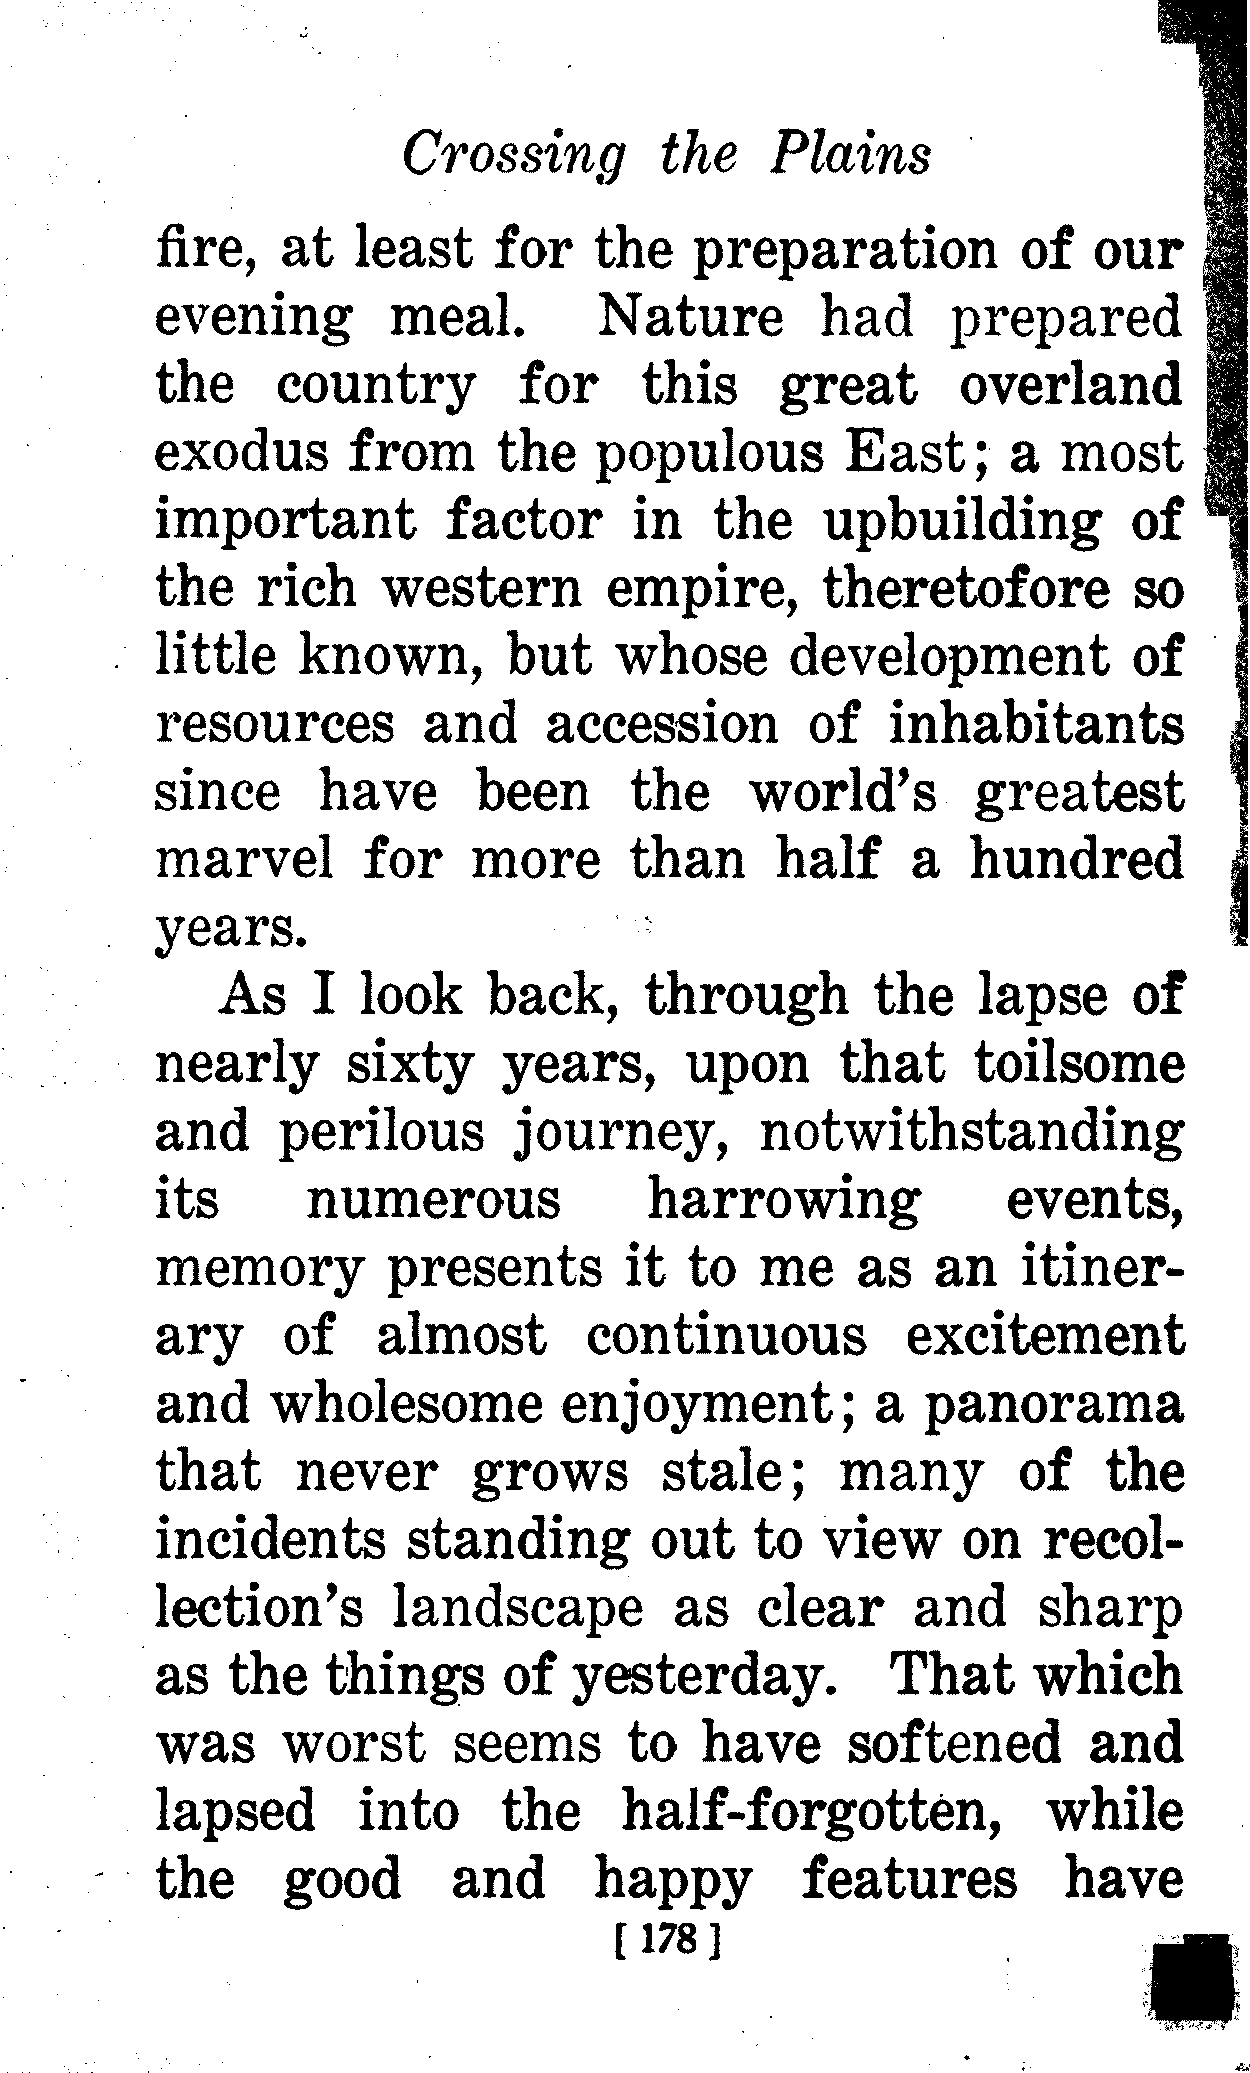 Crossing the Plains
fire, at least for the preparation of our
evening meal. Nature had prepared
the country for this great overland
exodus from the populous East; a most
important factor in the upbuilding of
the rich western empire, theretofore so
little known, but whose development of
resources and accession of inhabitants
since have been the world's greatest
marvel for more than half a hundred
years.
As I look back, through the lapse of
nearly sixty years, upon that toilsome
and perilous journey, notwithstanding
its numerous harrowing events,
memory presents it to me as an itiner-
ary of almost continuous excitement
and wholesome enjoyment; a panorama
that never grows stale; many of the
incidents standing out to view on recol-
lection's landscape as clear and sharp
as the things of yesterday. That which
was worst seems to have softened and
lapsed into the half-forgotten, while
the good and happy features have
[ 178 ]